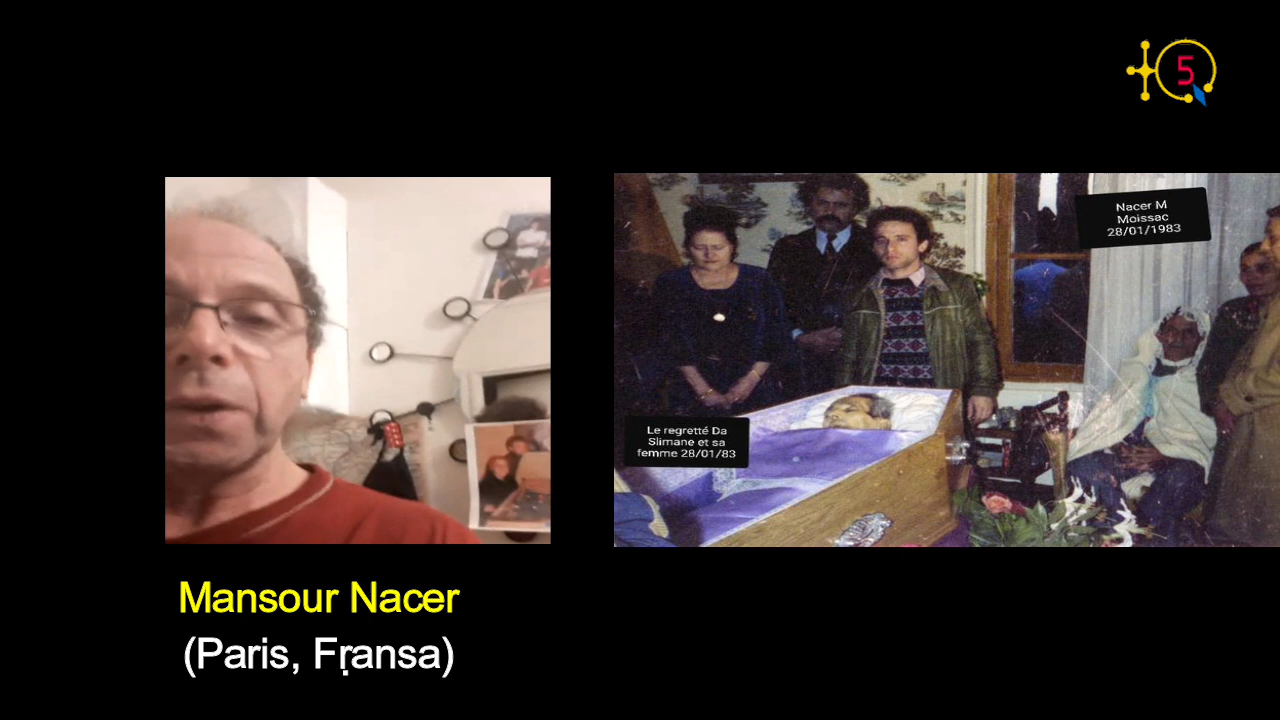 5
Nacer M
Moissac
28/01/1983
Le regretté Da
Slimane et sa
femme 28/01/83
Mansour Nacer
(Paris, Fṛansa)